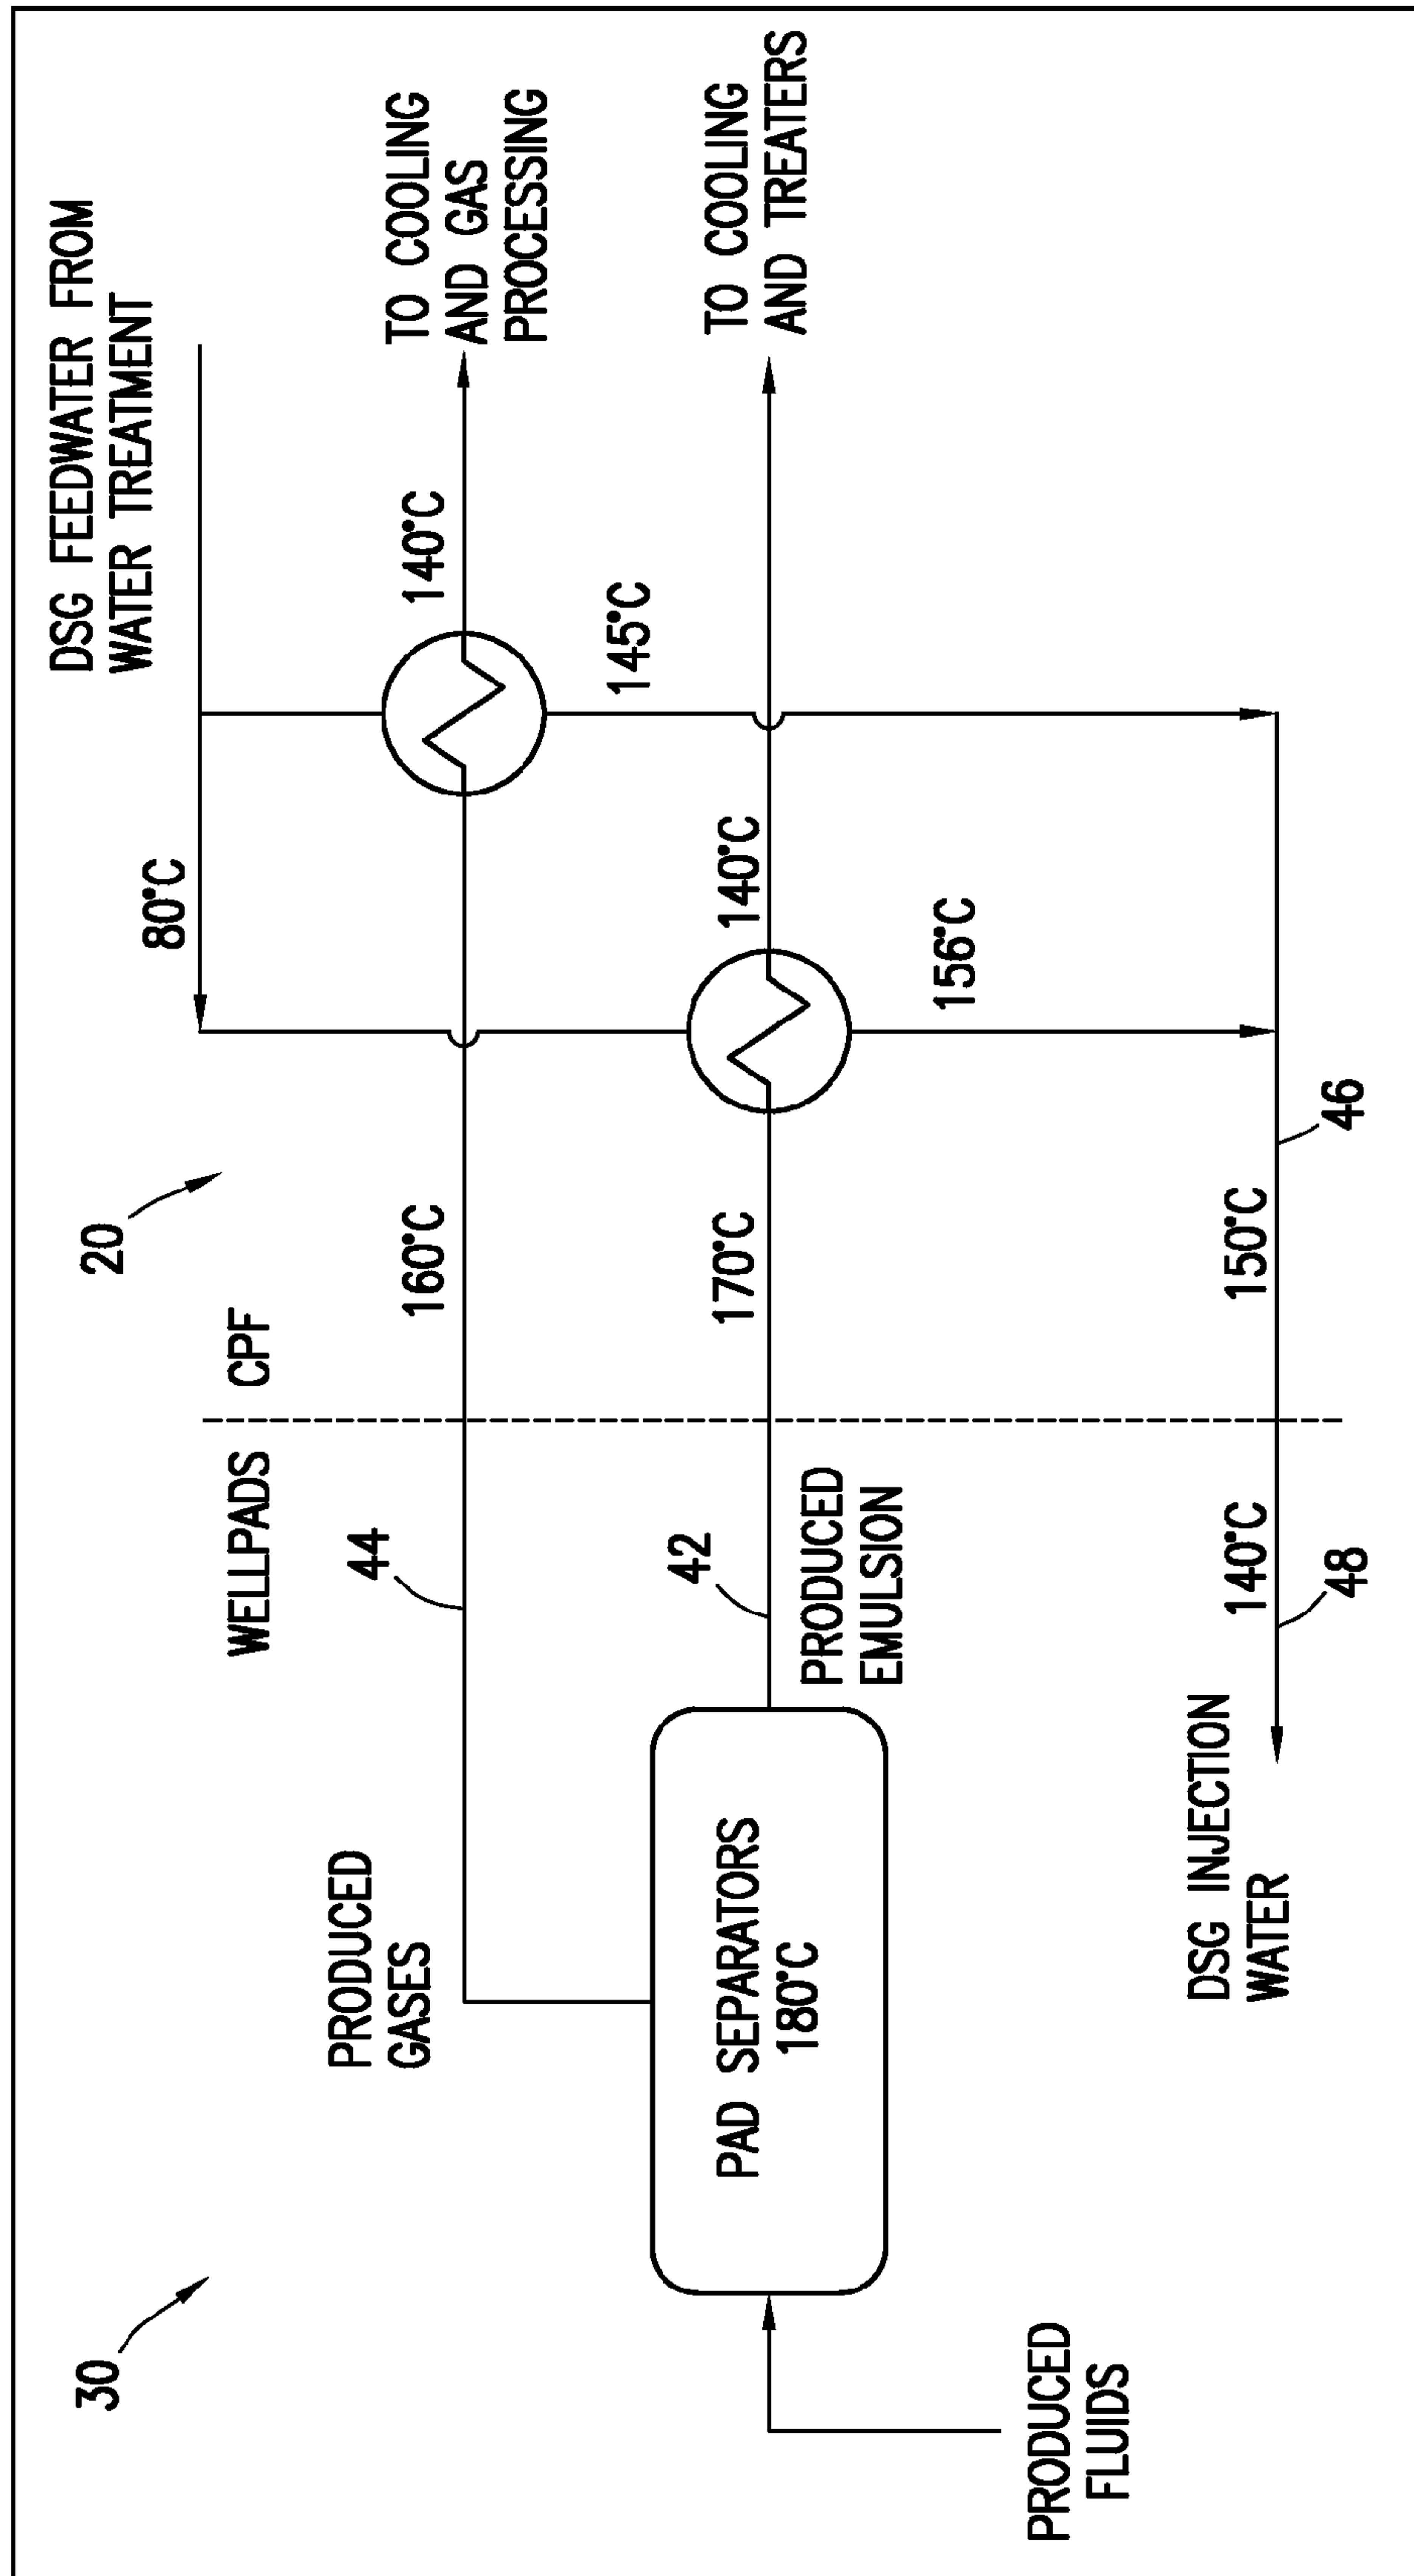 30
20
DSG FEEDWATER FROM
WATER TREATMENT
80°C
WELLPADS
CPF
PRODUCED
GASES
44
160°C
140°C
TO COOLING
AND GAS
PROCESSING
145°C
PAD SEPARATORS
180°C
42
PRODUCED
EMULSION
170°C
140°C
TO COOLING
AND TREATERS
156°C
PRODUCED
FLUIDS
DSG INJECTION
WATER
140°C
48
150°C
46